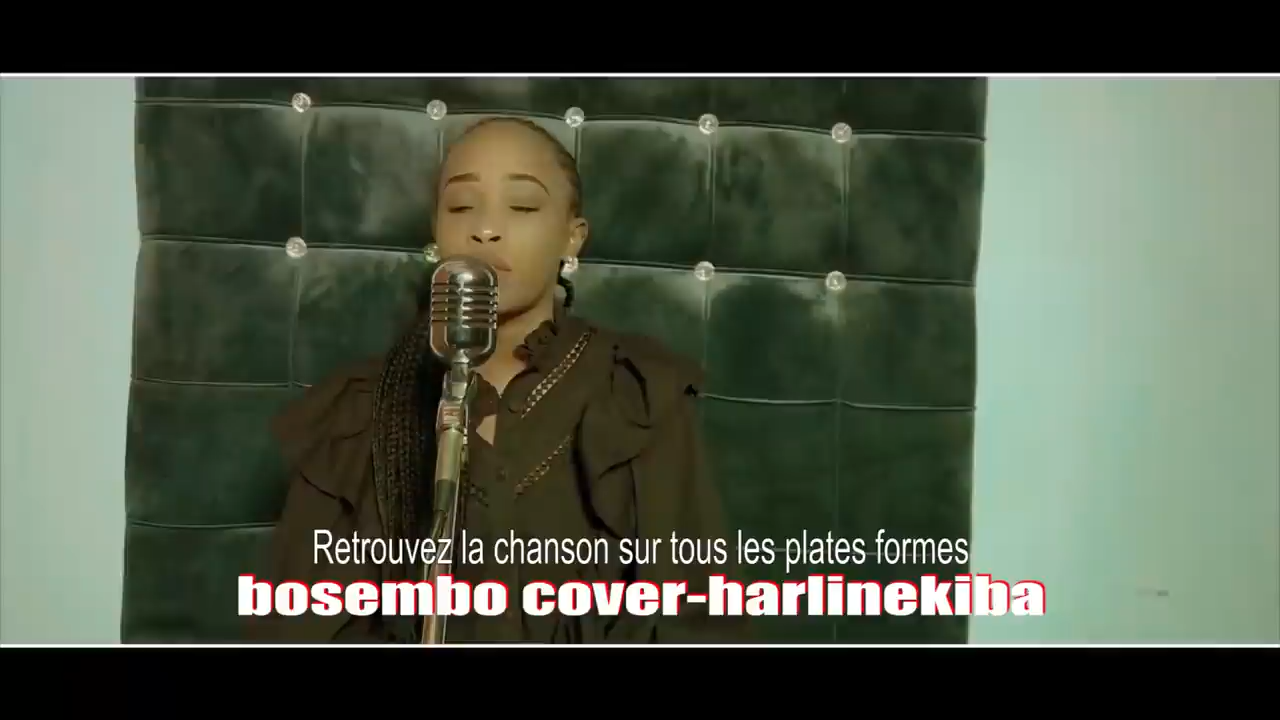 Retrouvez la chanson sur tous les plates formes
bosembo cover-harlinekiba